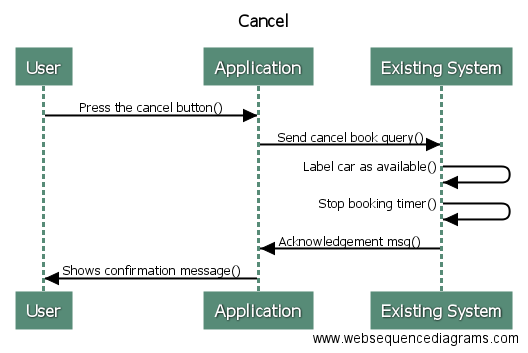 Cancel
User
Application
Existing System
Press the cancel button()
Send cancel book query()
Label car as available()
Stop booking timer()
Acknowledgement msg()
Shows confirmation message()
User
Application
Existing System
www.websequencediagrams.com